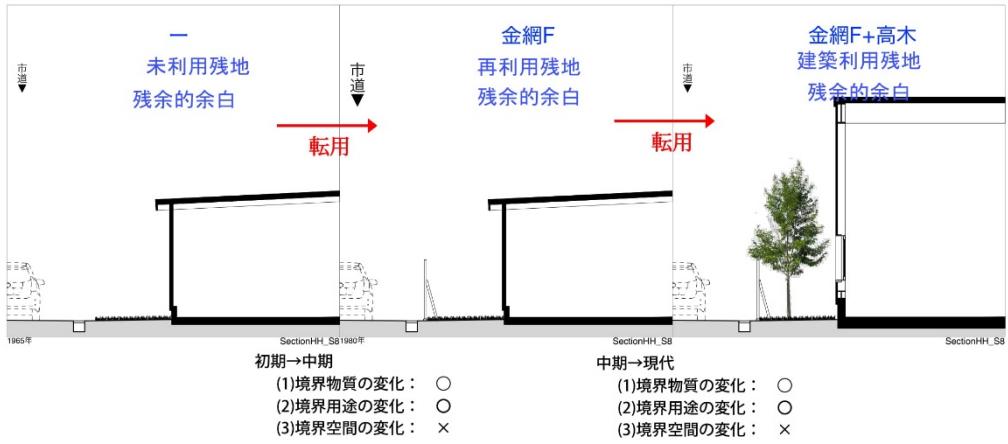 一
未利用残地
残余的余白
市道▼
転用
1965年
SectionHH_S8
金網F
再利用残地
残余的余白
市道▼
転用
1980年
SectionHH_S8
金網F+高木
建築利用残地
残余的余白
市道▼
SectionHH_S8
初期→中期
(1)境界物質の変化： ○
(2)境界用途の変化： ○
(3)境界空間の変化： ×
中期→現代
(1)境界物質の変化： ○
(2)境界用途の変化： ○
(3)境界空間の変化： ×